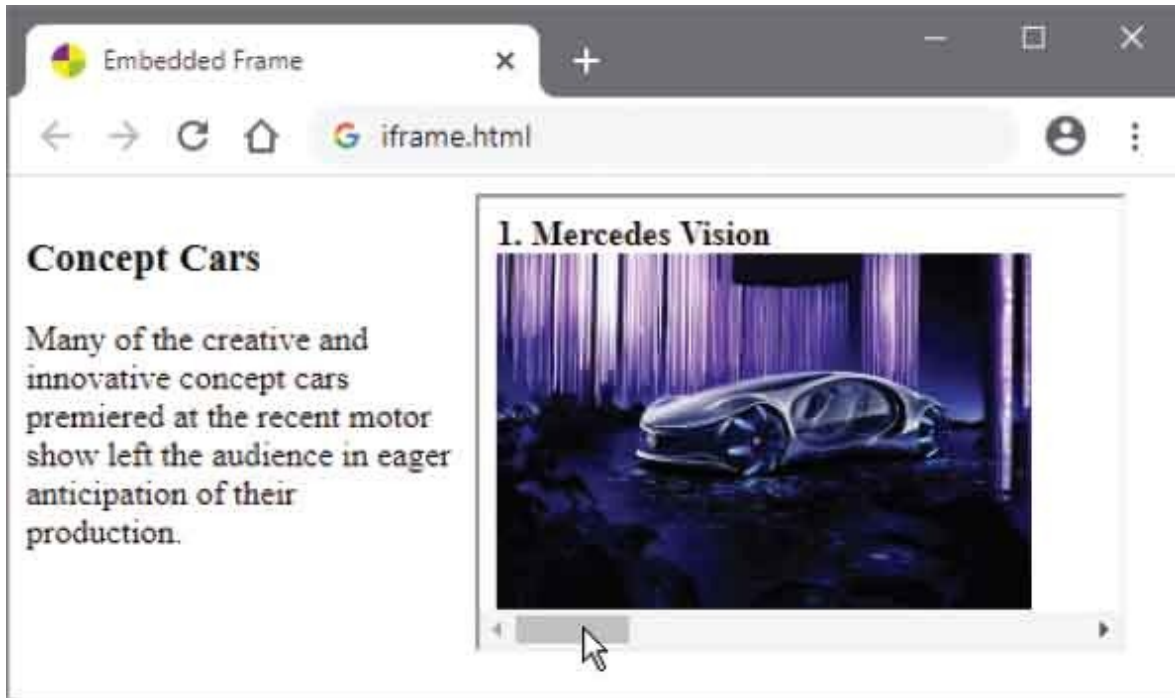 Embedded Frame
iframe.html
Concept Cars
Many of the creative and
innovative concept cars
premiered at the recent motor
show left the audience in eager
anticipation of their
production.
1. Mercedes Vision